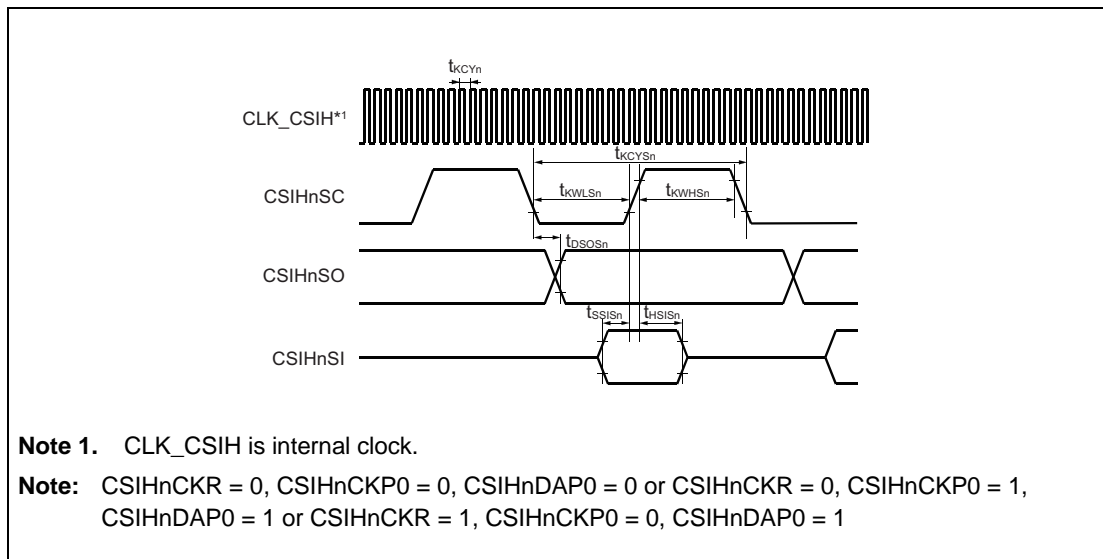 tKCYn
CLK_CSIH*1
tKCYSn
CSIHnSC
tKWLSn
tKWHSn
tDSOSn
CSIHnSO
tSSISn
tHSISn
CSIHnSI
Note 1. CLK_CSIH is internal clock.
Note: CSIHnCKR = 0, CSIHnCKP0 = 0, CSIHnDAP0 = 0 or CSIHnCKR = 0, CSIHnCKP0 = 1,
CSIHnDAP0 = 1 or CSIHnCKR = 1, CSIHnCKP0 = 0, CSIHnDAP0 = 1